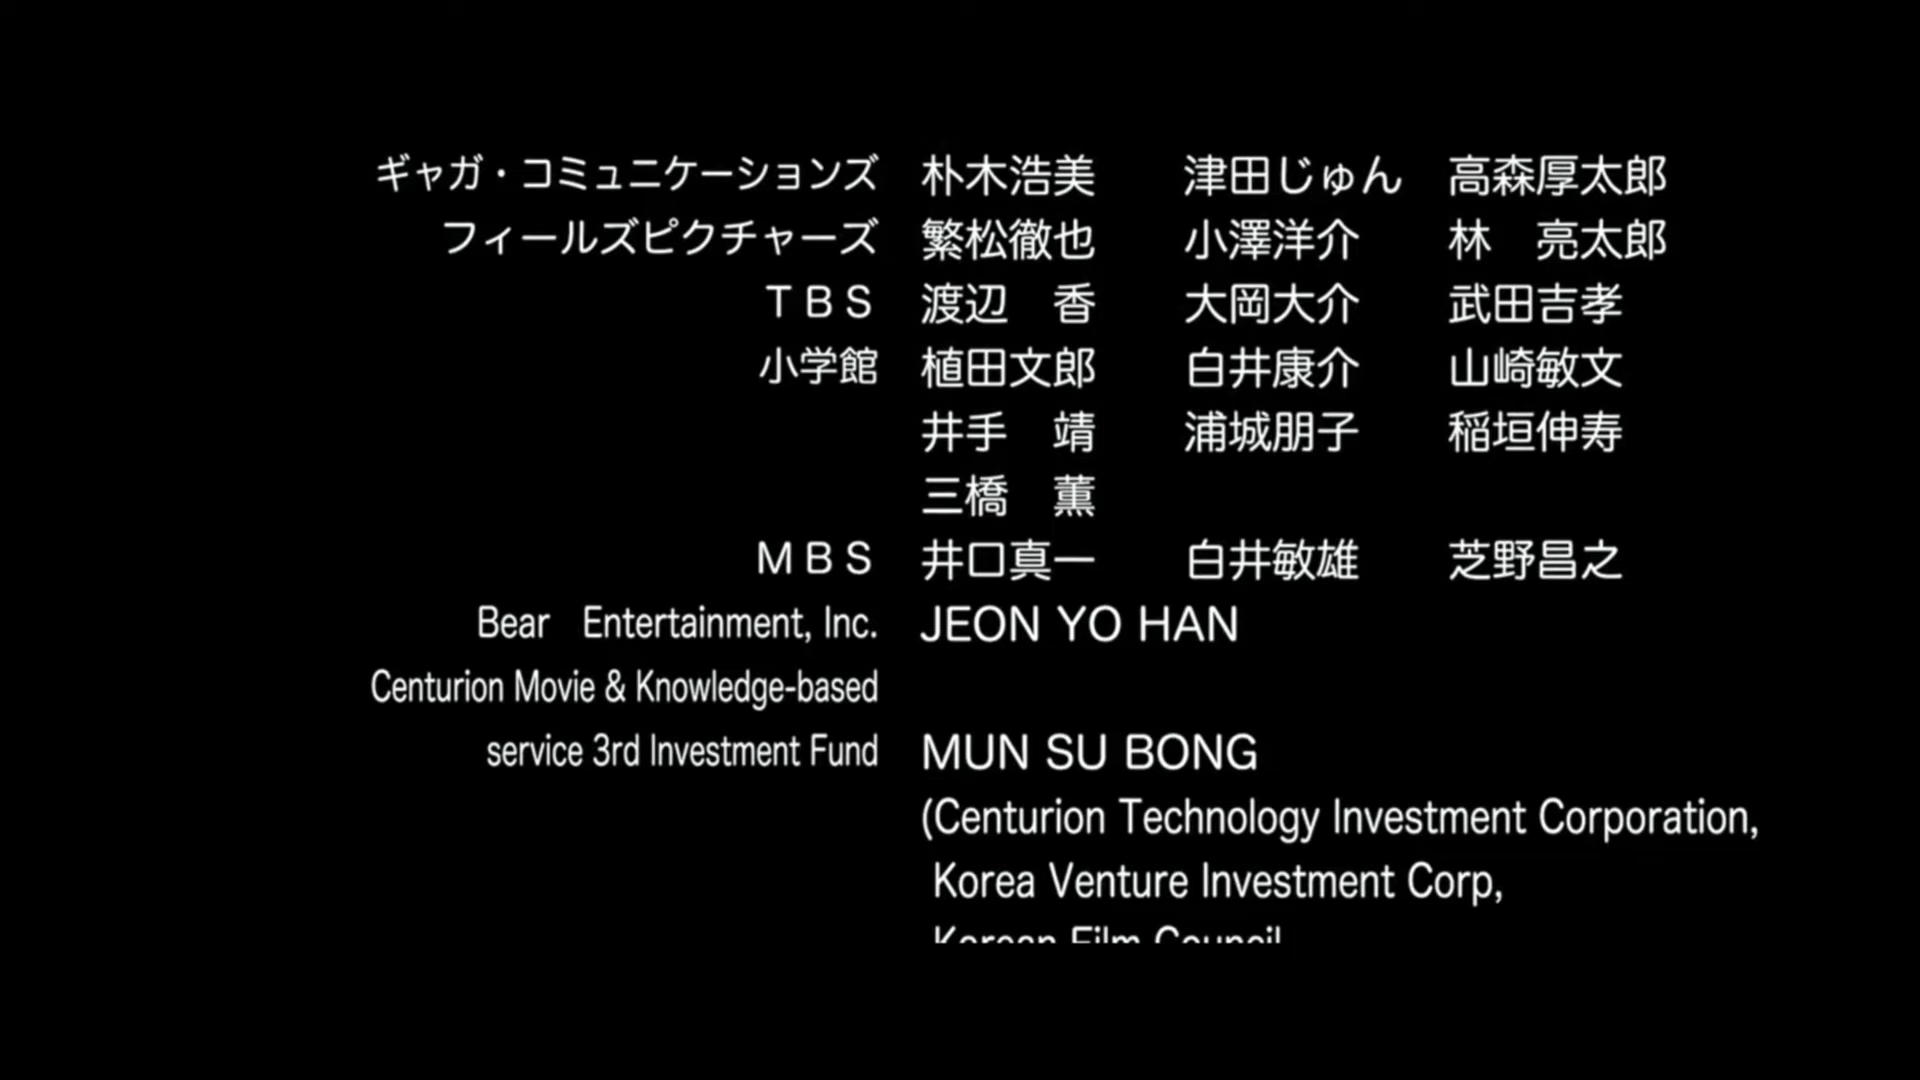 ギャガ・コミュニケーションズ 朴木浩美 津田じゅん 高森厚太郎
フィールズピクチャーズ 繁松徹也 小澤洋介 林 亮太郎
TBS 渡辺 香 大岡大介 武田吉孝
小学館 植田文郎 白井康介 山崎敏文
井手 靖 浦城朋子 稲垣伸寿
三橋 薫
MBS 井口真一 白井敏雄 芝野昌之
Bear Entertainment, Inc. JEON YO HAN
Centurion Movie & Knowledge-based
service 3rd Investment Fund MUN SU BONG
(Centurion Technology Investment Corporation,
Korea Venture Investment Corp,
Korean Film Council